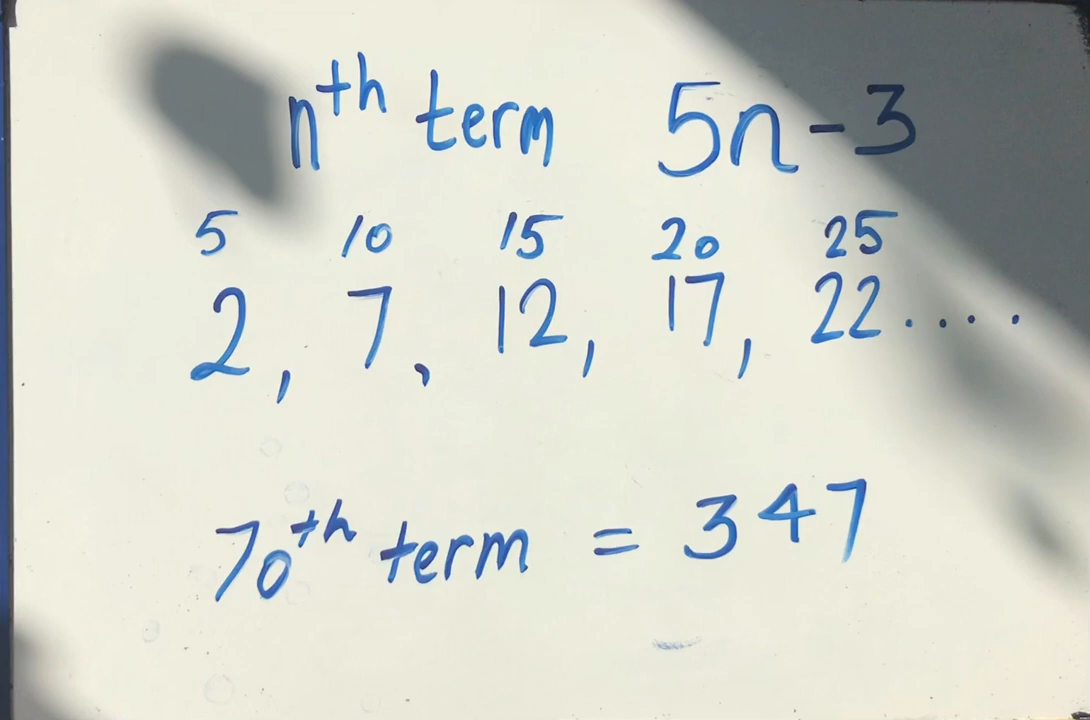 nth term 5n-3
5 10 15 20 25
2, 7, 12, 17, 22....
70th term = 347